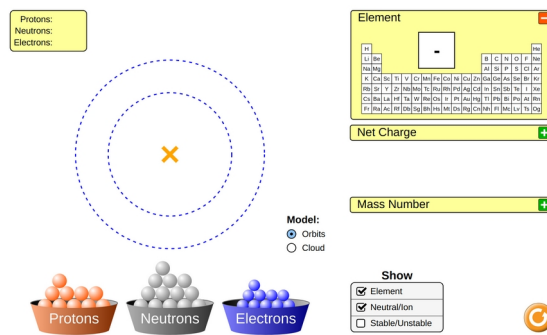 Protons:
Neutrons:
Electrons:
Element
-
H He
Li Be B C N O F Ne
Na Mg Al Si P S Cl Ar
K Ca Sc Ti V Cr Mn Fe Co Ni Cu Zn Ga Ge As Se Br Kr
Rb Sr Y Zr Nb Mo Tc Ru Rh Pd Ag Cd In Sn Sb Te I Xe
Cs Ba La Hf Ta W Re Os Ir Pt Au Hg Tl Pb Bi Po At Rn
Fr Ra Ac Rf Db Sg Bh Hs Mt Ds Rg Cn Nh Fl Mc Lv Ts Og
Net Charge
Mass Number
Model:
Orbits
Cloud
Protons
Neutrons
Electrons
Show
Element
Neutral/Ion
Stable/Unstable